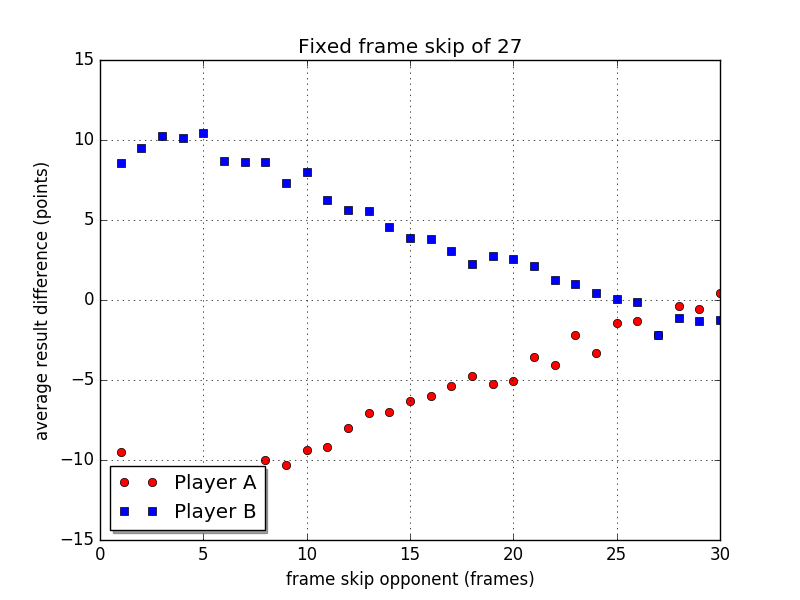 Fixed frame skip of 27
average result difference (points)
15
10
5
0
−5
−10
−15
Player A
Player B
0 5 10 15 20 25 30
frame skip opponent (frames)